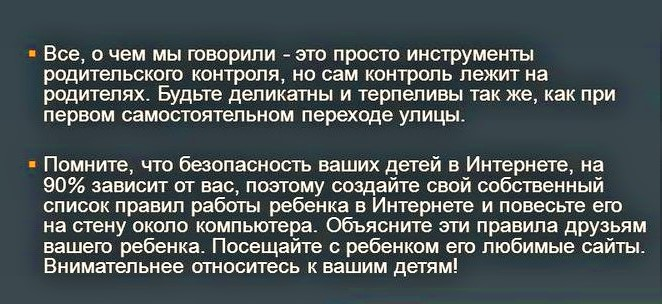 Все, о чем мы говорили - это просто инструменты
родительского контроля, но сам контроль лежит на
родителях. Будьте деликатны и терпеливы так же, как при
первом самостоятельном переходе улицы.
Помните, что безопасность ваших детей в Интернете, на
90% зависит от вас, поэтому создайте свой собственный
список правил работы ребенка в Интернете и повесьте его
на стену около компьютера. Объясните эти правила друзьям
вашего ребенка. Посещайте с ребенком его любимые сайты.
Внимательнее относитесь к вашим детям!